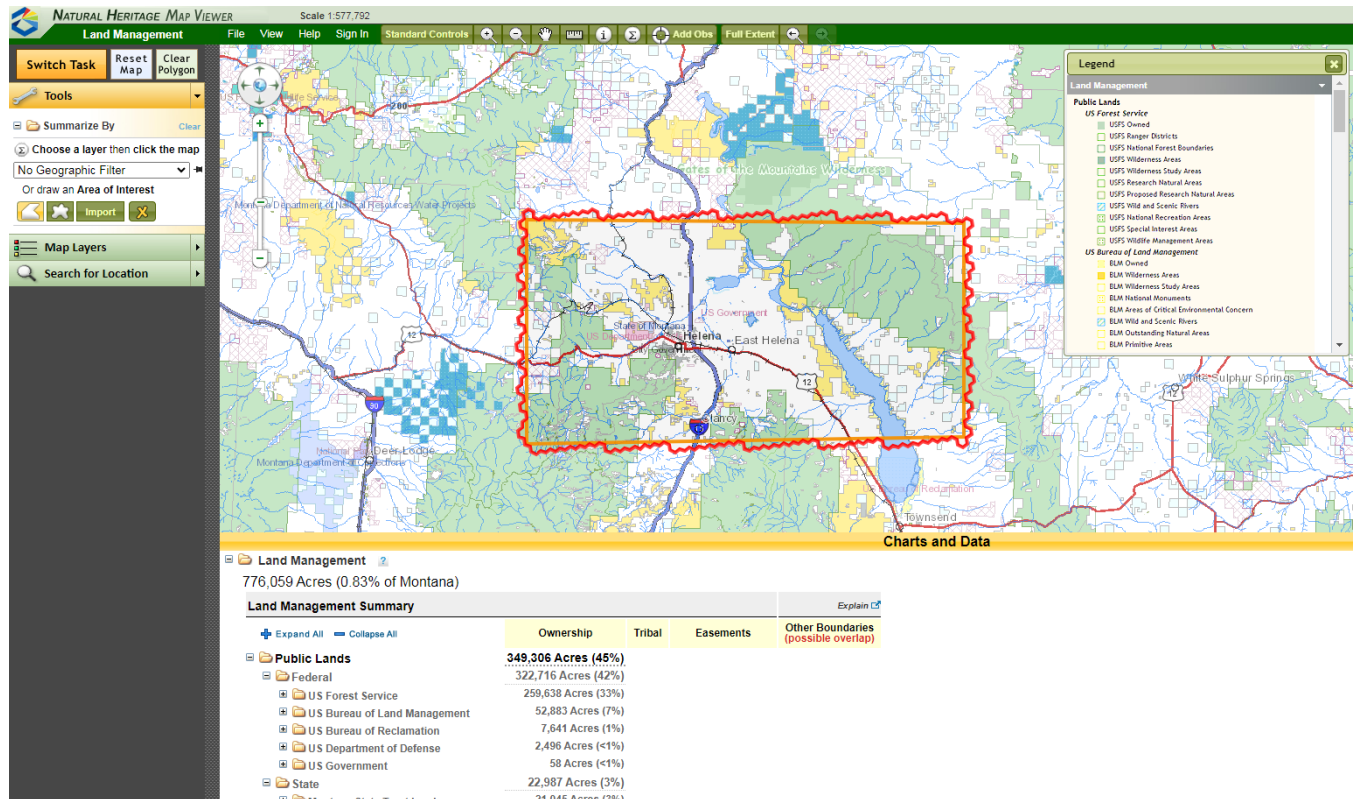 NATURAL HERITAGE MAP VIEWER
Scale 1:577,792
Land Management
File View Help Sign In Standard Controls Add Obs Full Extent
Switch Task
Reset Map
Clear Polygon
Tools
Summarize By
Clear
Choose a layer then click the map
No Geographic Filter
Or draw an Area of Interest
Import X
Map Layers
Search for Location
200
Montana Department of Natural Resources Water Projects
Gates of the Mountains Wilderness
US Government
State of Montana
US Department
Helena
East Helena
12
12
Clancy
15
Deer Lodge
Montana Department of Corrections
Reclamation
Townsend
White Sulphur Springs
12
Legend
Land Management
Public Lands
US Forest Service
USFS Owned
USFS Ranger Districts
USFS National Forest Boundaries
USFS Wilderness Areas
USFS Wilderness Study Areas
USFS Research Natural Areas
USFS Proposed Research Natural Areas
USFS Wild and Scenic Rivers
USFS National Recreation Areas
USFS Special Interest Areas
USFS Wildlife Management Areas
US Bureau of Land Management
BLM Owned
BLM Wilderness Areas
BLM Wilderness Study Areas
BLM National Monuments
BLM Areas of Critical Environmental Concern
BLM Wild and Scenic Rivers
BLM Outstanding Natural Areas
BLM Primitive Areas
Charts and Data
Land Management ?
776,059 Acres (0.83% of Montana)
Land Management Summary
Explain
Expand All Collapse All
Ownership Tribal Easements Other Boundaries
(possible overlap)
Public Lands 349,306 Acres (45%)
Federal 322,716 Acres (42%)
US Forest Service 259,638 Acres (33%)
US Bureau of Land Management 52,883 Acres (7%)
US Bureau of Reclamation 7,641 Acres (1%)
US Department of Defense 2,496 Acres (<1%)
US Government 58 Acres (<1%)
State 22,987 Acres (3%)